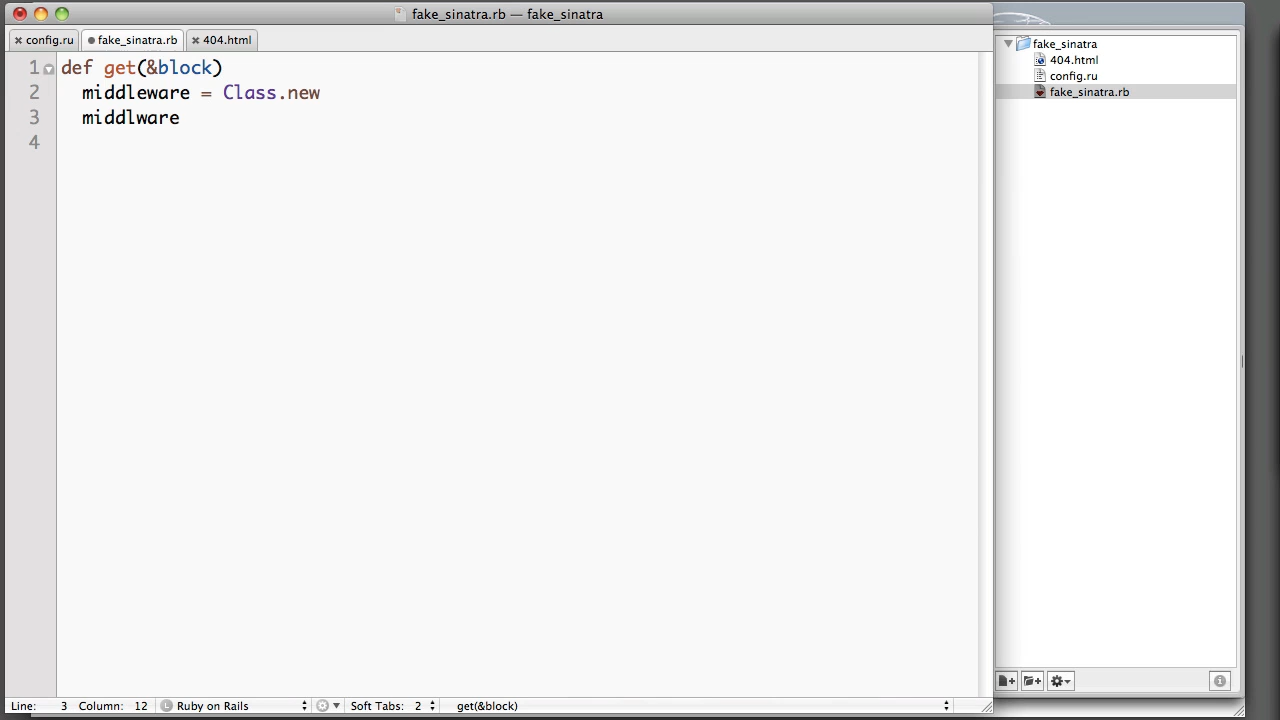 fake_sinatra.rb — fake_sinatra
config.ru fake_sinatra.rb 404.html
1 def get(&block)
2 middleware = Class.new
3 middlware
4
fake_sinatra
404.html
config.ru
fake_sinatra.rb
Line: 3 Column: 12 Ruby on Rails Soft Tabs: 2 get(&block)